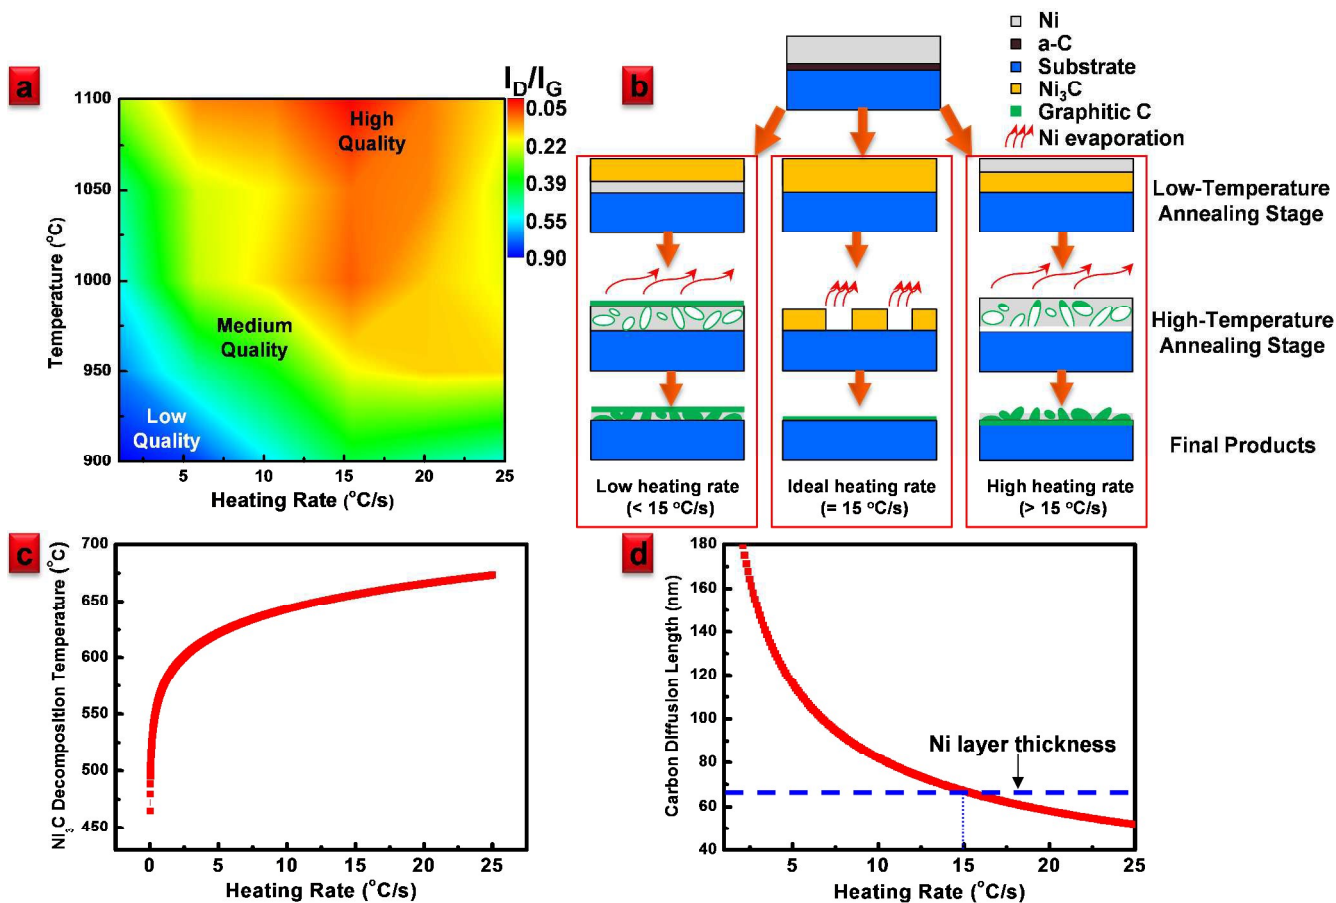 a
I_D/I_G
1100
1050
1000
950
900
Temperature (°C)
High
Quality
Medium
Quality
Low
Quality
0.05
0.22
0.39
0.55
0.90
5
10
15
20
25
Heating Rate (°C/s)
b
Ni
a-C
Substrate
Ni₃C
Graphitic C
Ni evaporation
Low-Temperature
Annealing Stage
High-Temperature
Annealing Stage
Final Products
Low heating rate
(< 15 °C/s)
Ideal heating rate
(= 15 °C/s)
High heating rate
(> 15 °C/s)
c
700
650
600
550
500
450
Ni₃C Decomposition Temperature (°C)
0
5
10
15
20
25
Heating Rate (°C/s)
d
180
160
140
120
100
80
60
40
Carbon Diffusion Length (nm)
Ni layer thickness
5
10
15
20
25
Heating Rate (°C/s)